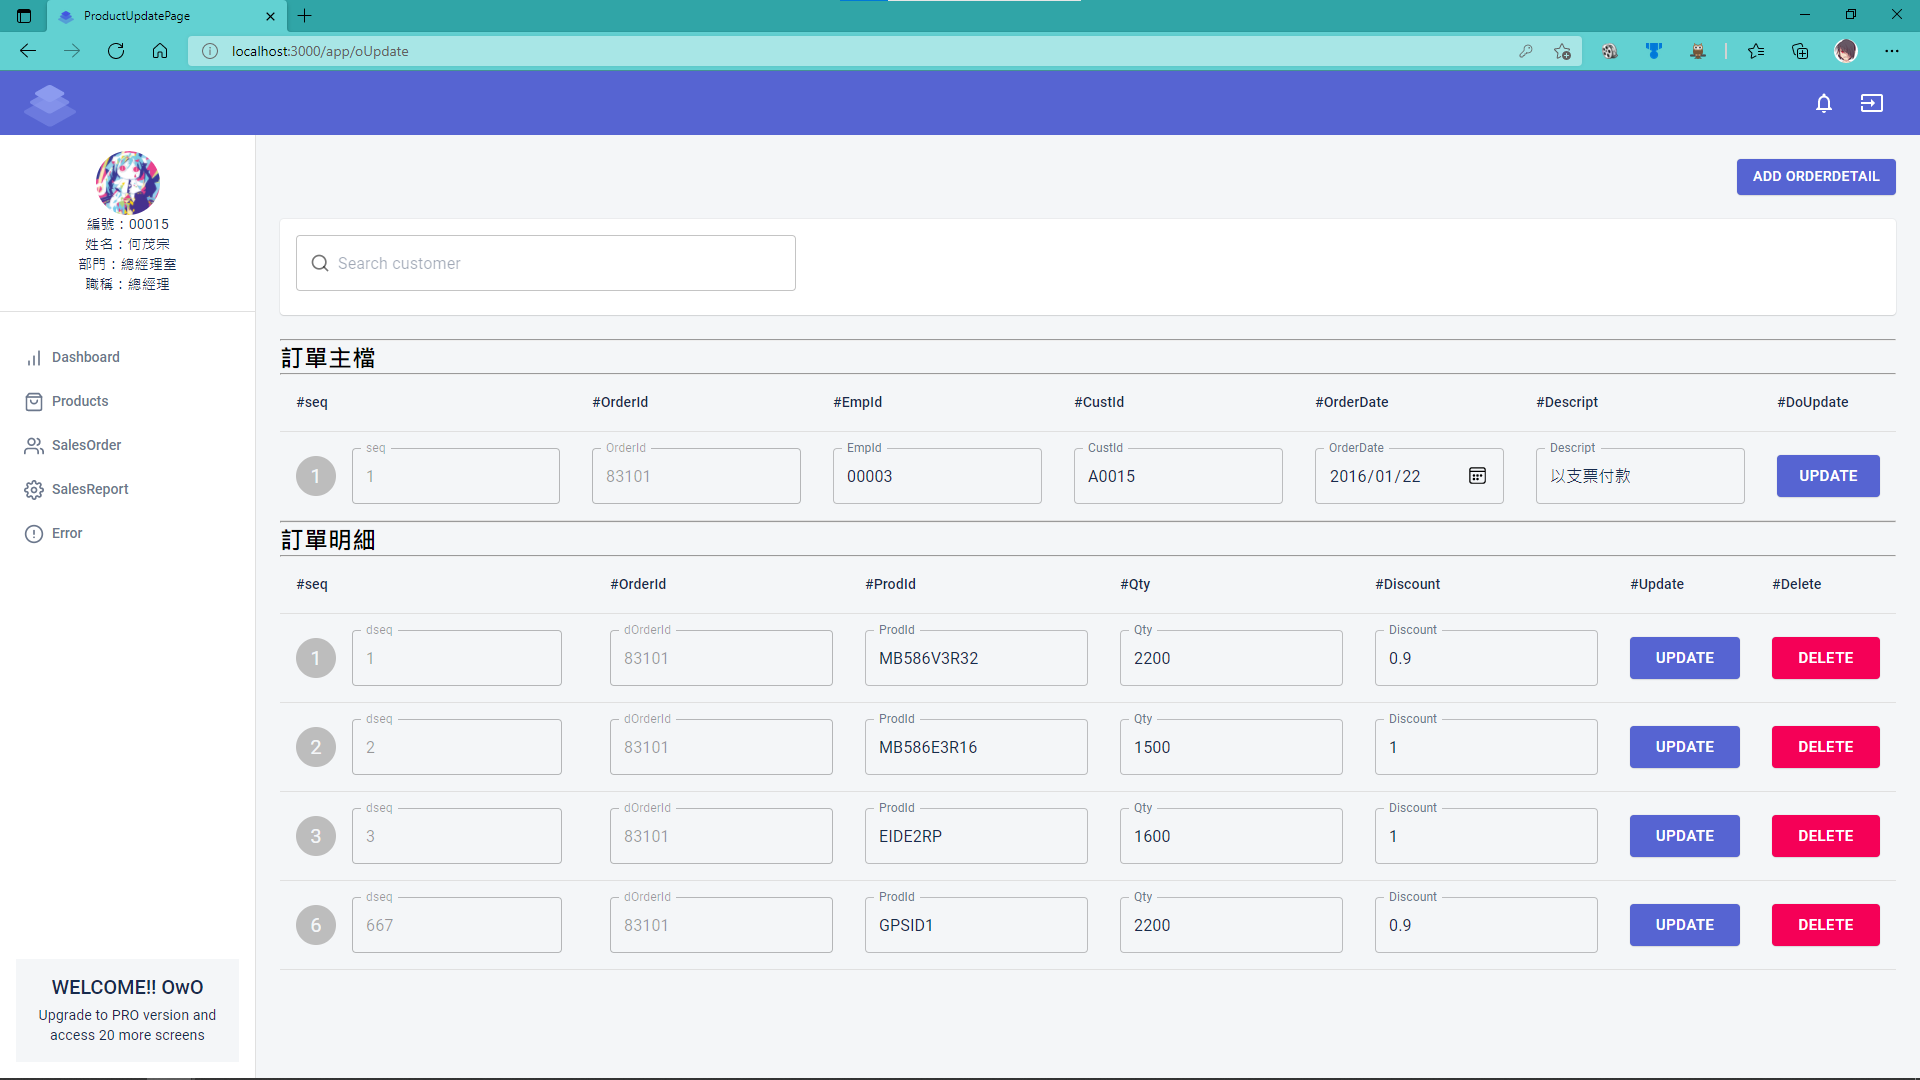 ProductUpdatePage
localhost:3000/app/oUpdate
編號：00015
姓名：何茂宗
部門：總經理室
職稱：總經理
Dashboard
Products
SalesOrder
SalesReport
Error
WELCOME!! OwO
Upgrade to PRO version and
access 20 more screens
ADD ORDERDETAIL
Search customer
訂單主檔
#seq #OrderId #EmpId #CustId #OrderDate #Descript #DoUpdate
seq OrderId EmpId CustId OrderDate Descript
1 1 83101 00003 A0015 2016/01/22 以支票付款 UPDATE
訂單明細
#seq #OrderId #ProdId #Qty #Discount #Update #Delete
dseq dOrderId ProdId Qty Discount
1 1 83101 MB586V3R32 2200 0.9 UPDATE DELETE
dseq dOrderId ProdId Qty Discount
2 2 83101 MB586E3R16 1500 1 UPDATE DELETE
dseq dOrderId ProdId Qty Discount
3 3 83101 EIDE2RP 1600 1 UPDATE DELETE
dseq dOrderId ProdId Qty Discount
6 667 83101 GPSID1 2200 0.9 UPDATE DELETE